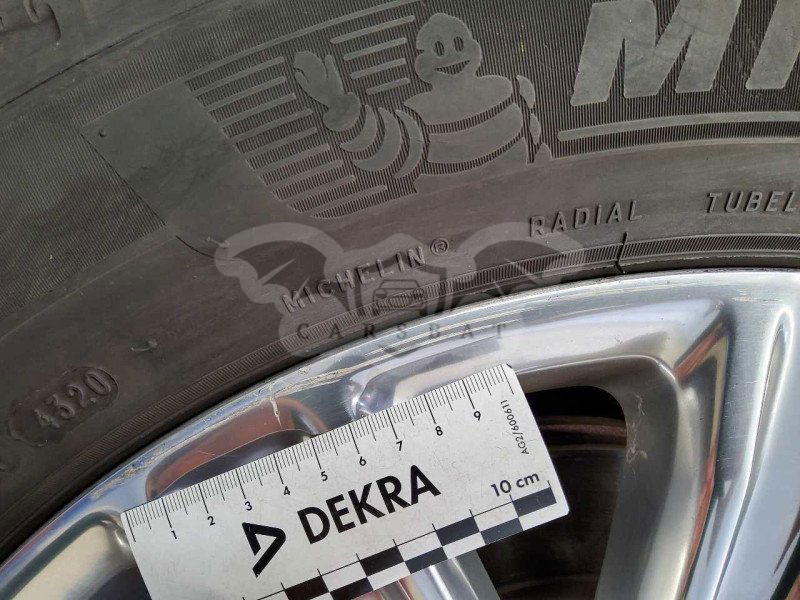 MI
MICHELIN® RADIAL TUBEL
CARSBAT
4320
1 2 3 4 5 6 7 8 9
AG2/600611
10 cm
DEKRA